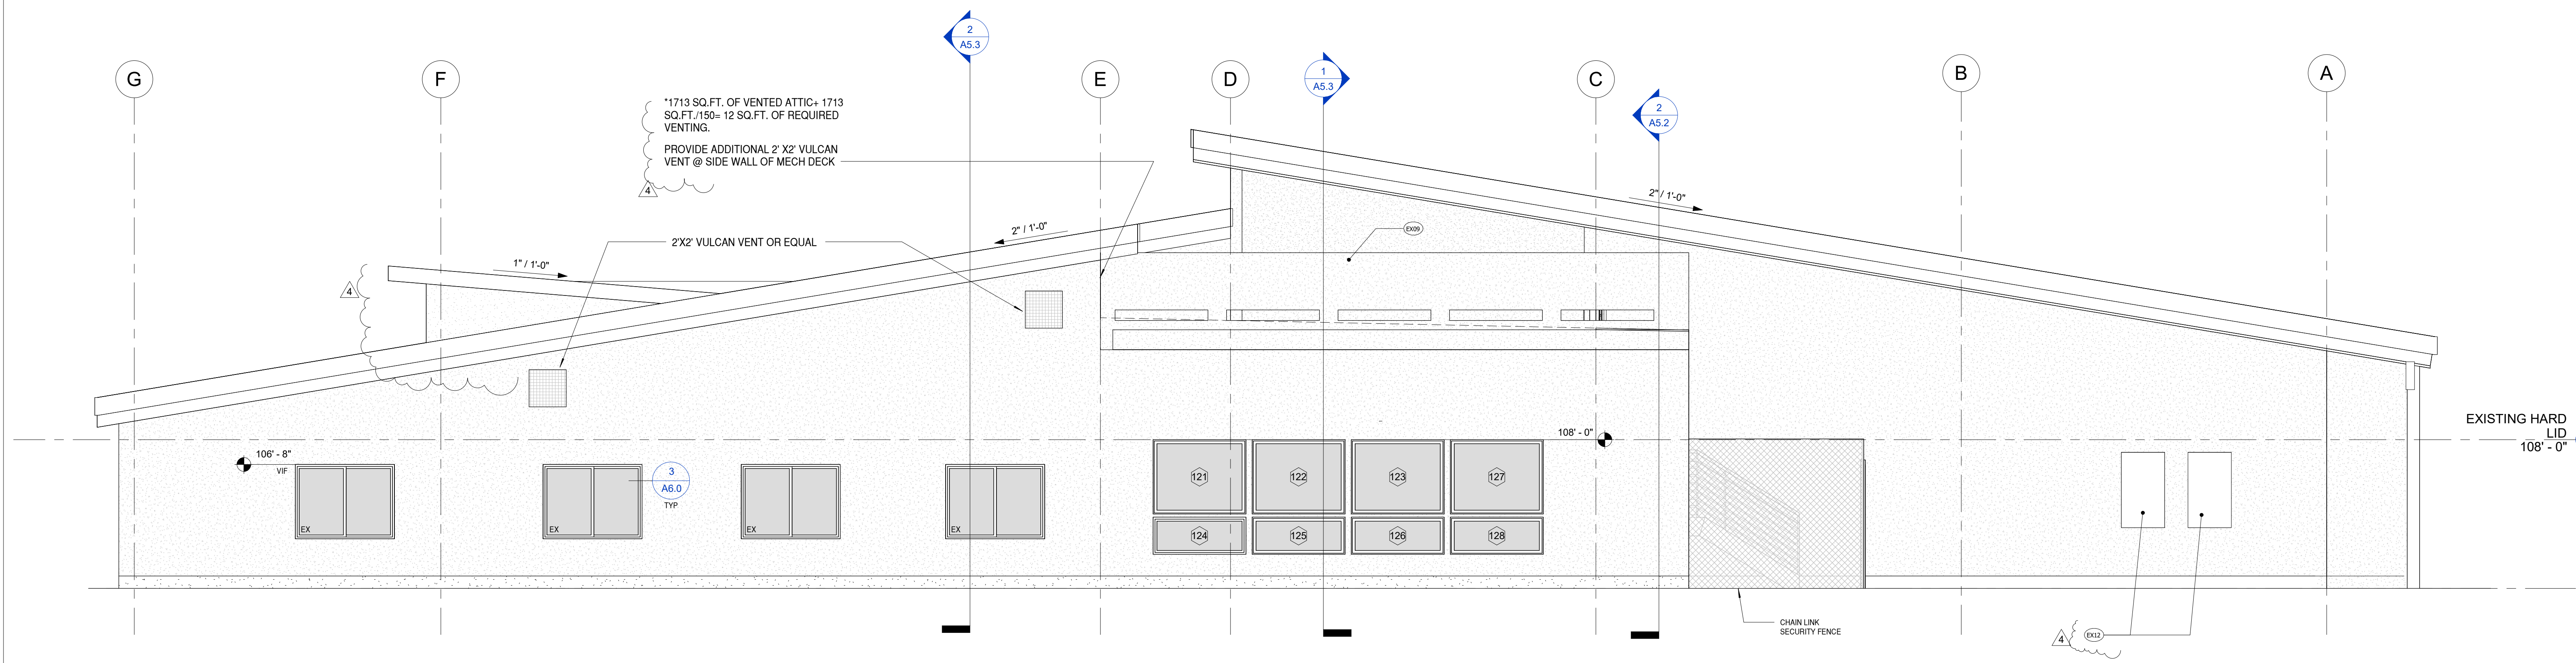 2
A5.3
G
F
E
D
1
A5.3
C
2
A5.2
B
A
*1713 SQ.FT. OF VENTED ATTIC+ 1713
SQ.FT./150= 12 SQ.FT. OF REQUIRED
VENTING.
PROVIDE ADDITIONAL 2' X2' VULCAN
VENT @ SIDE WALL OF MECH DECK
4
2" / 1'-0"
2" / 1'-0"
EX09
2'X2' VULCAN VENT OR EQUAL
1" / 1'-0"
4
EXISTING HARD
LID
108' - 0"
108' - 0"
106' - 8"
VIF
3
A6.0
TYP
EX
EX
EX
EX
121
122
123
127
124
125
126
128
CHAIN LINK
SECURITY FENCE
4
EX12